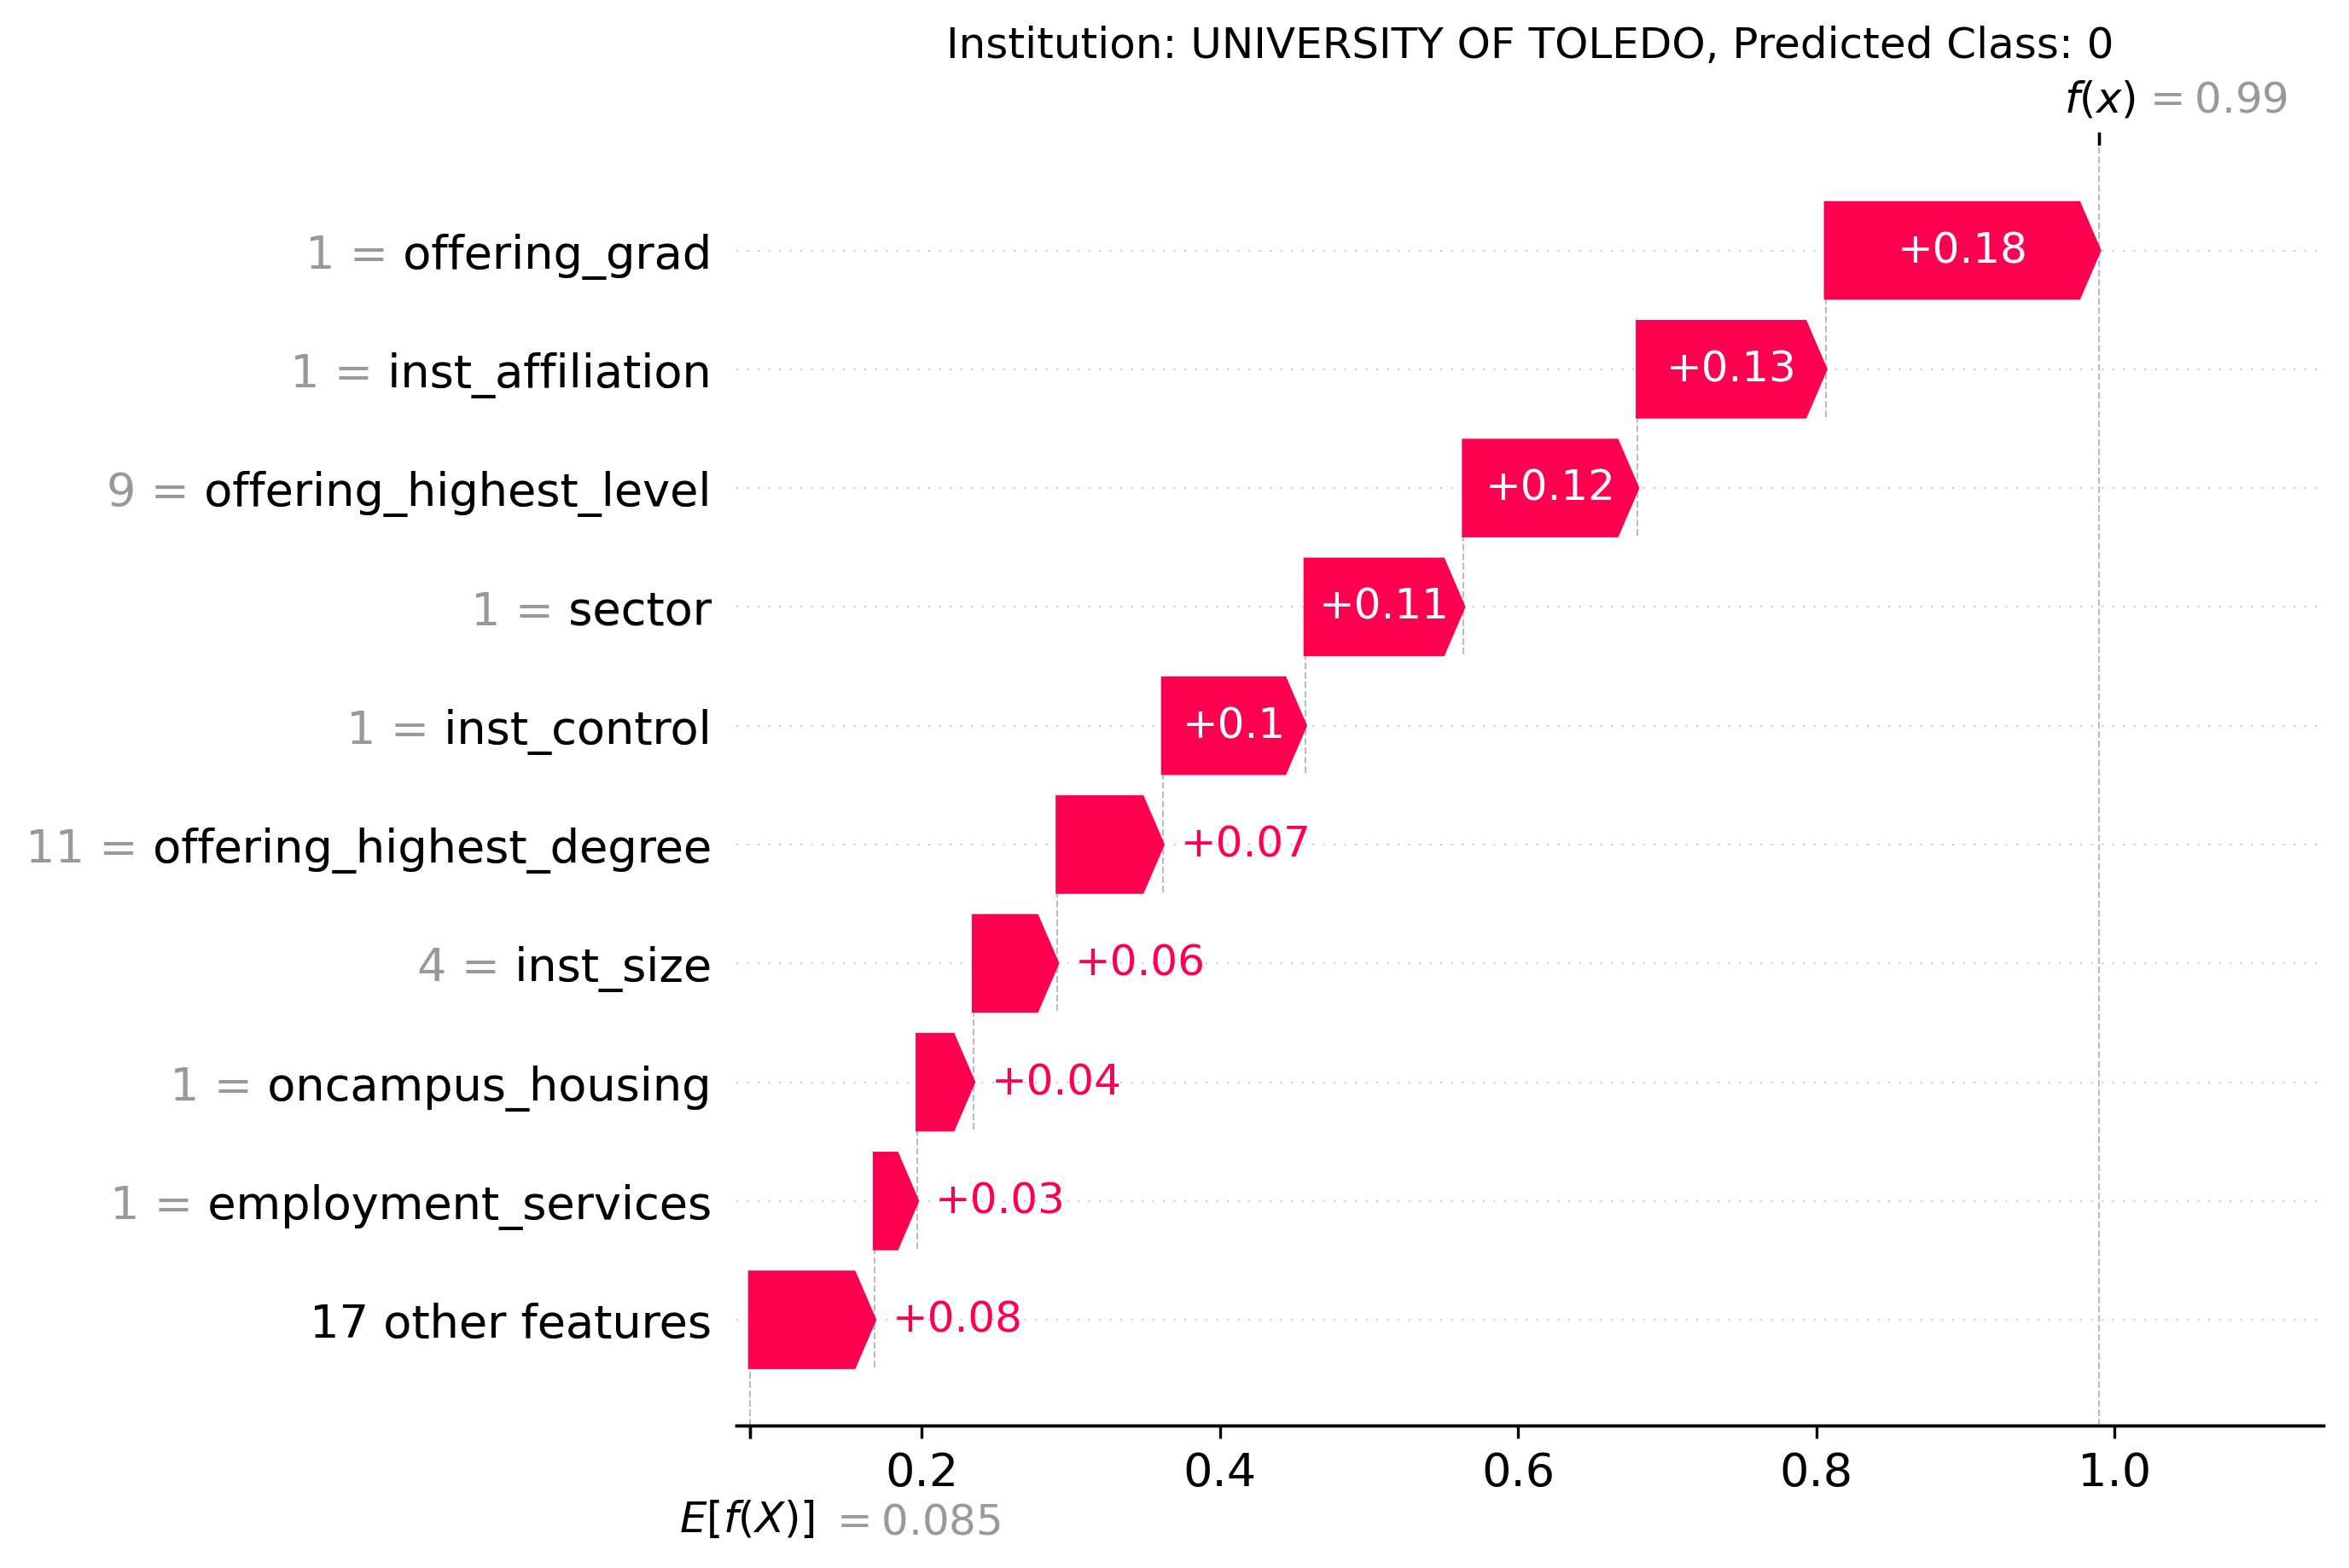 Institution: UNIVERSITY OF TOLEDO, Predicted Class: 0
f(x) = 0.99
1 = offering_grad +0.18
1 = inst_affiliation +0.13
9 = offering_highest_level +0.12
1 = sector +0.11
1 = inst_control +0.1
11 = offering_highest_degree +0.07
4 = inst_size +0.06
1 = oncampus_housing +0.04
1 = employment_services +0.03
17 other features +0.08
0.2 0.4 0.6 0.8 1.0
E[f(X)] = 0.085